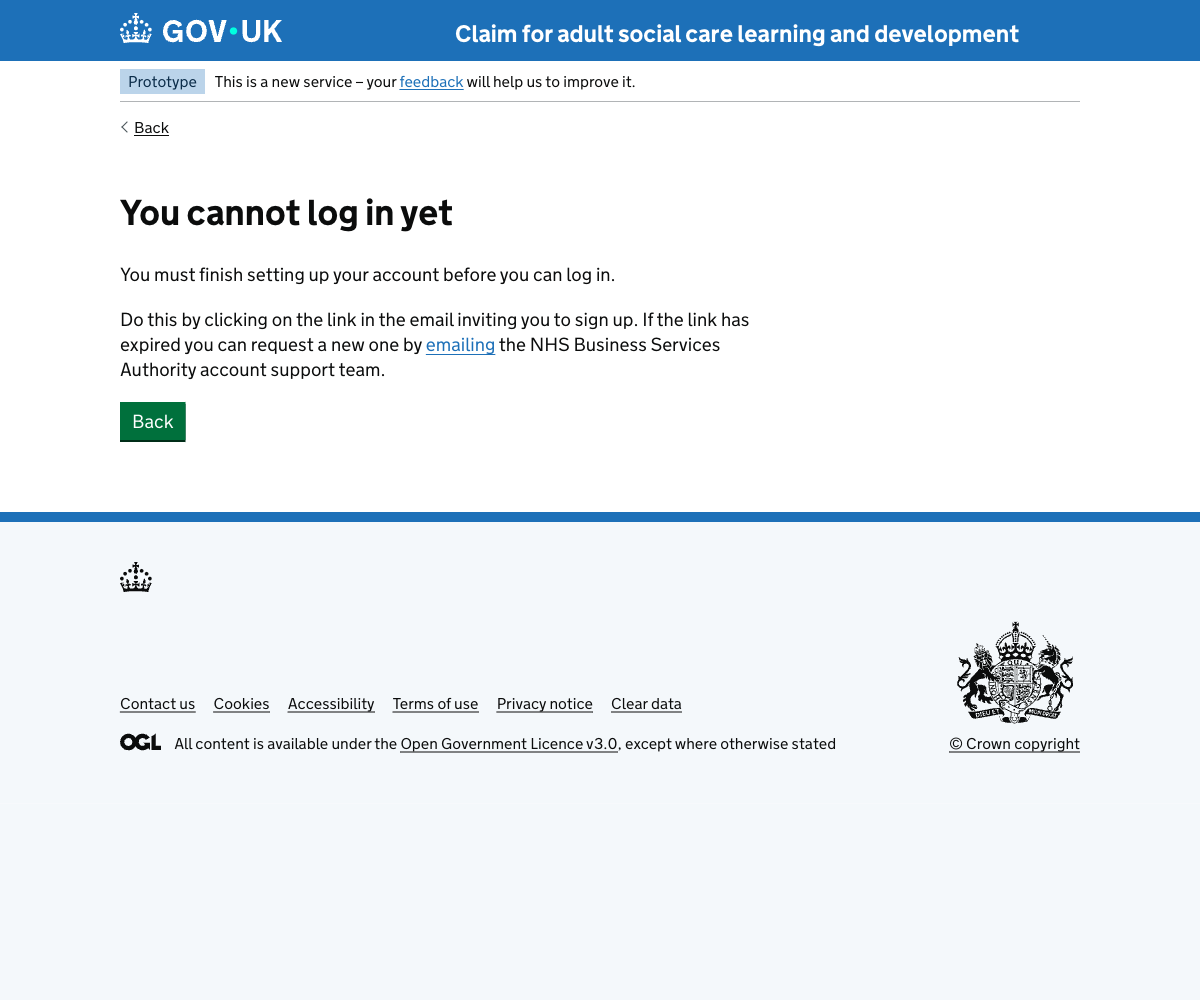 GOV•UK
Claim for adult social care learning and development
Prototype This is a new service – your feedback will help us to improve it.
Back
You cannot log in yet
You must finish setting up your account before you can log in.
Do this by clicking on the link in the email inviting you to sign up. If the link has
expired you can request a new one by emailing the NHS Business Services
Authority account support team.
Back
Contact us Cookies Accessibility Terms of use Privacy notice Clear data
OGL All content is available under the Open Government Licence v3.0, except where otherwise stated
© Crown copyright